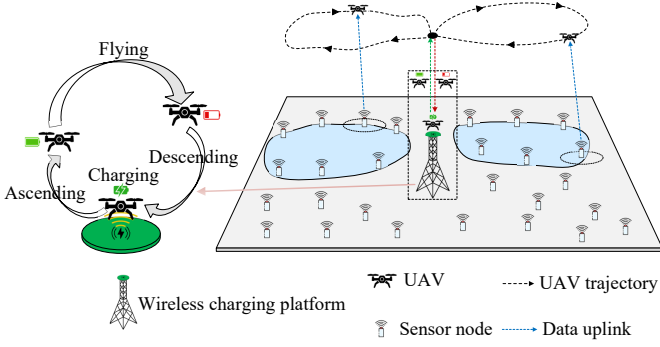 Flying
Descending
Charging
Ascending
Wireless charging platform
UAV
UAV trajectory
Sensor node
Data uplink